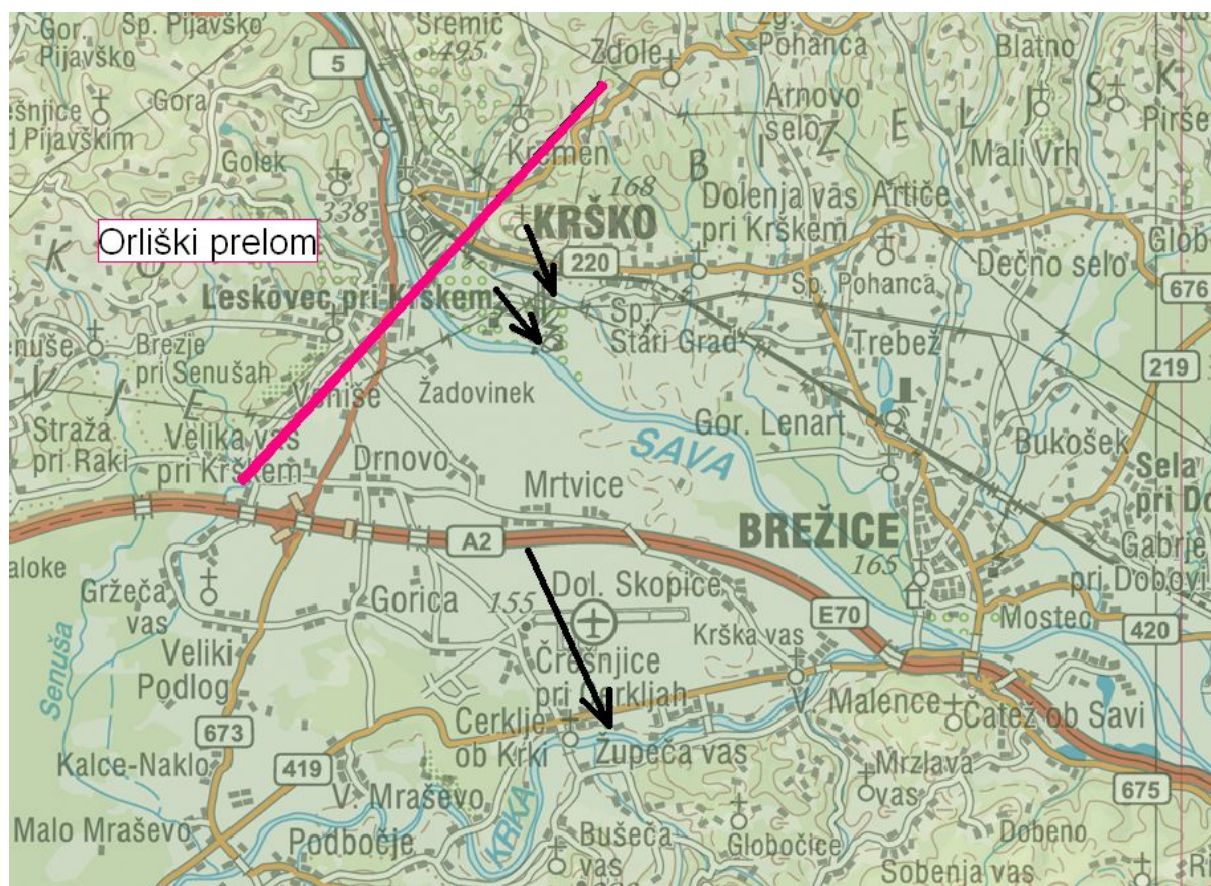 Sp. Pijavško
Sremič
Zg.
Pohanca
Gor.
Pijavško
5
495
Zdole
Blatno
Gora
Arnovo
selo
Pijavškim
Golek
Kremen
Mali Vrh
168
B I Z E L J S K
Dolenja vas
pri Krškem
Artiče
338
KRŠKO
Orliški prelom
220
Dečno selo
676
Leskovec pri Krškem
Sp. Pohanca
Sp.
Stari Grad
Brezje
pri Senušah
Trebež
219
Venise
Žadovinek
Straža
pri Raki
Velika vas
pri Krškem
Gor. Lenart
Bukošek
SAVA
Drnovo
Sela
Mrtvice
BREŽICE
A2
Gabrje
165
pri Dobovi
Gržeča
vas
Gorica
155
Dol. Skopice
Mostec
E70
Krška vas
420
Senuša
Veliki
Podlog
Črešnjice
pri Cerkljah
V. Malence
Čatež ob Savi
673
Cerklje
ob Krki
Župeča vas
Kalce-Naklo
419
Mrzlava
vas
675
V. Mraševo
Malo Mraševo
KRKA
Podbočje
Bušeča
vas
Globočice
Dobeno
Sobenja vas